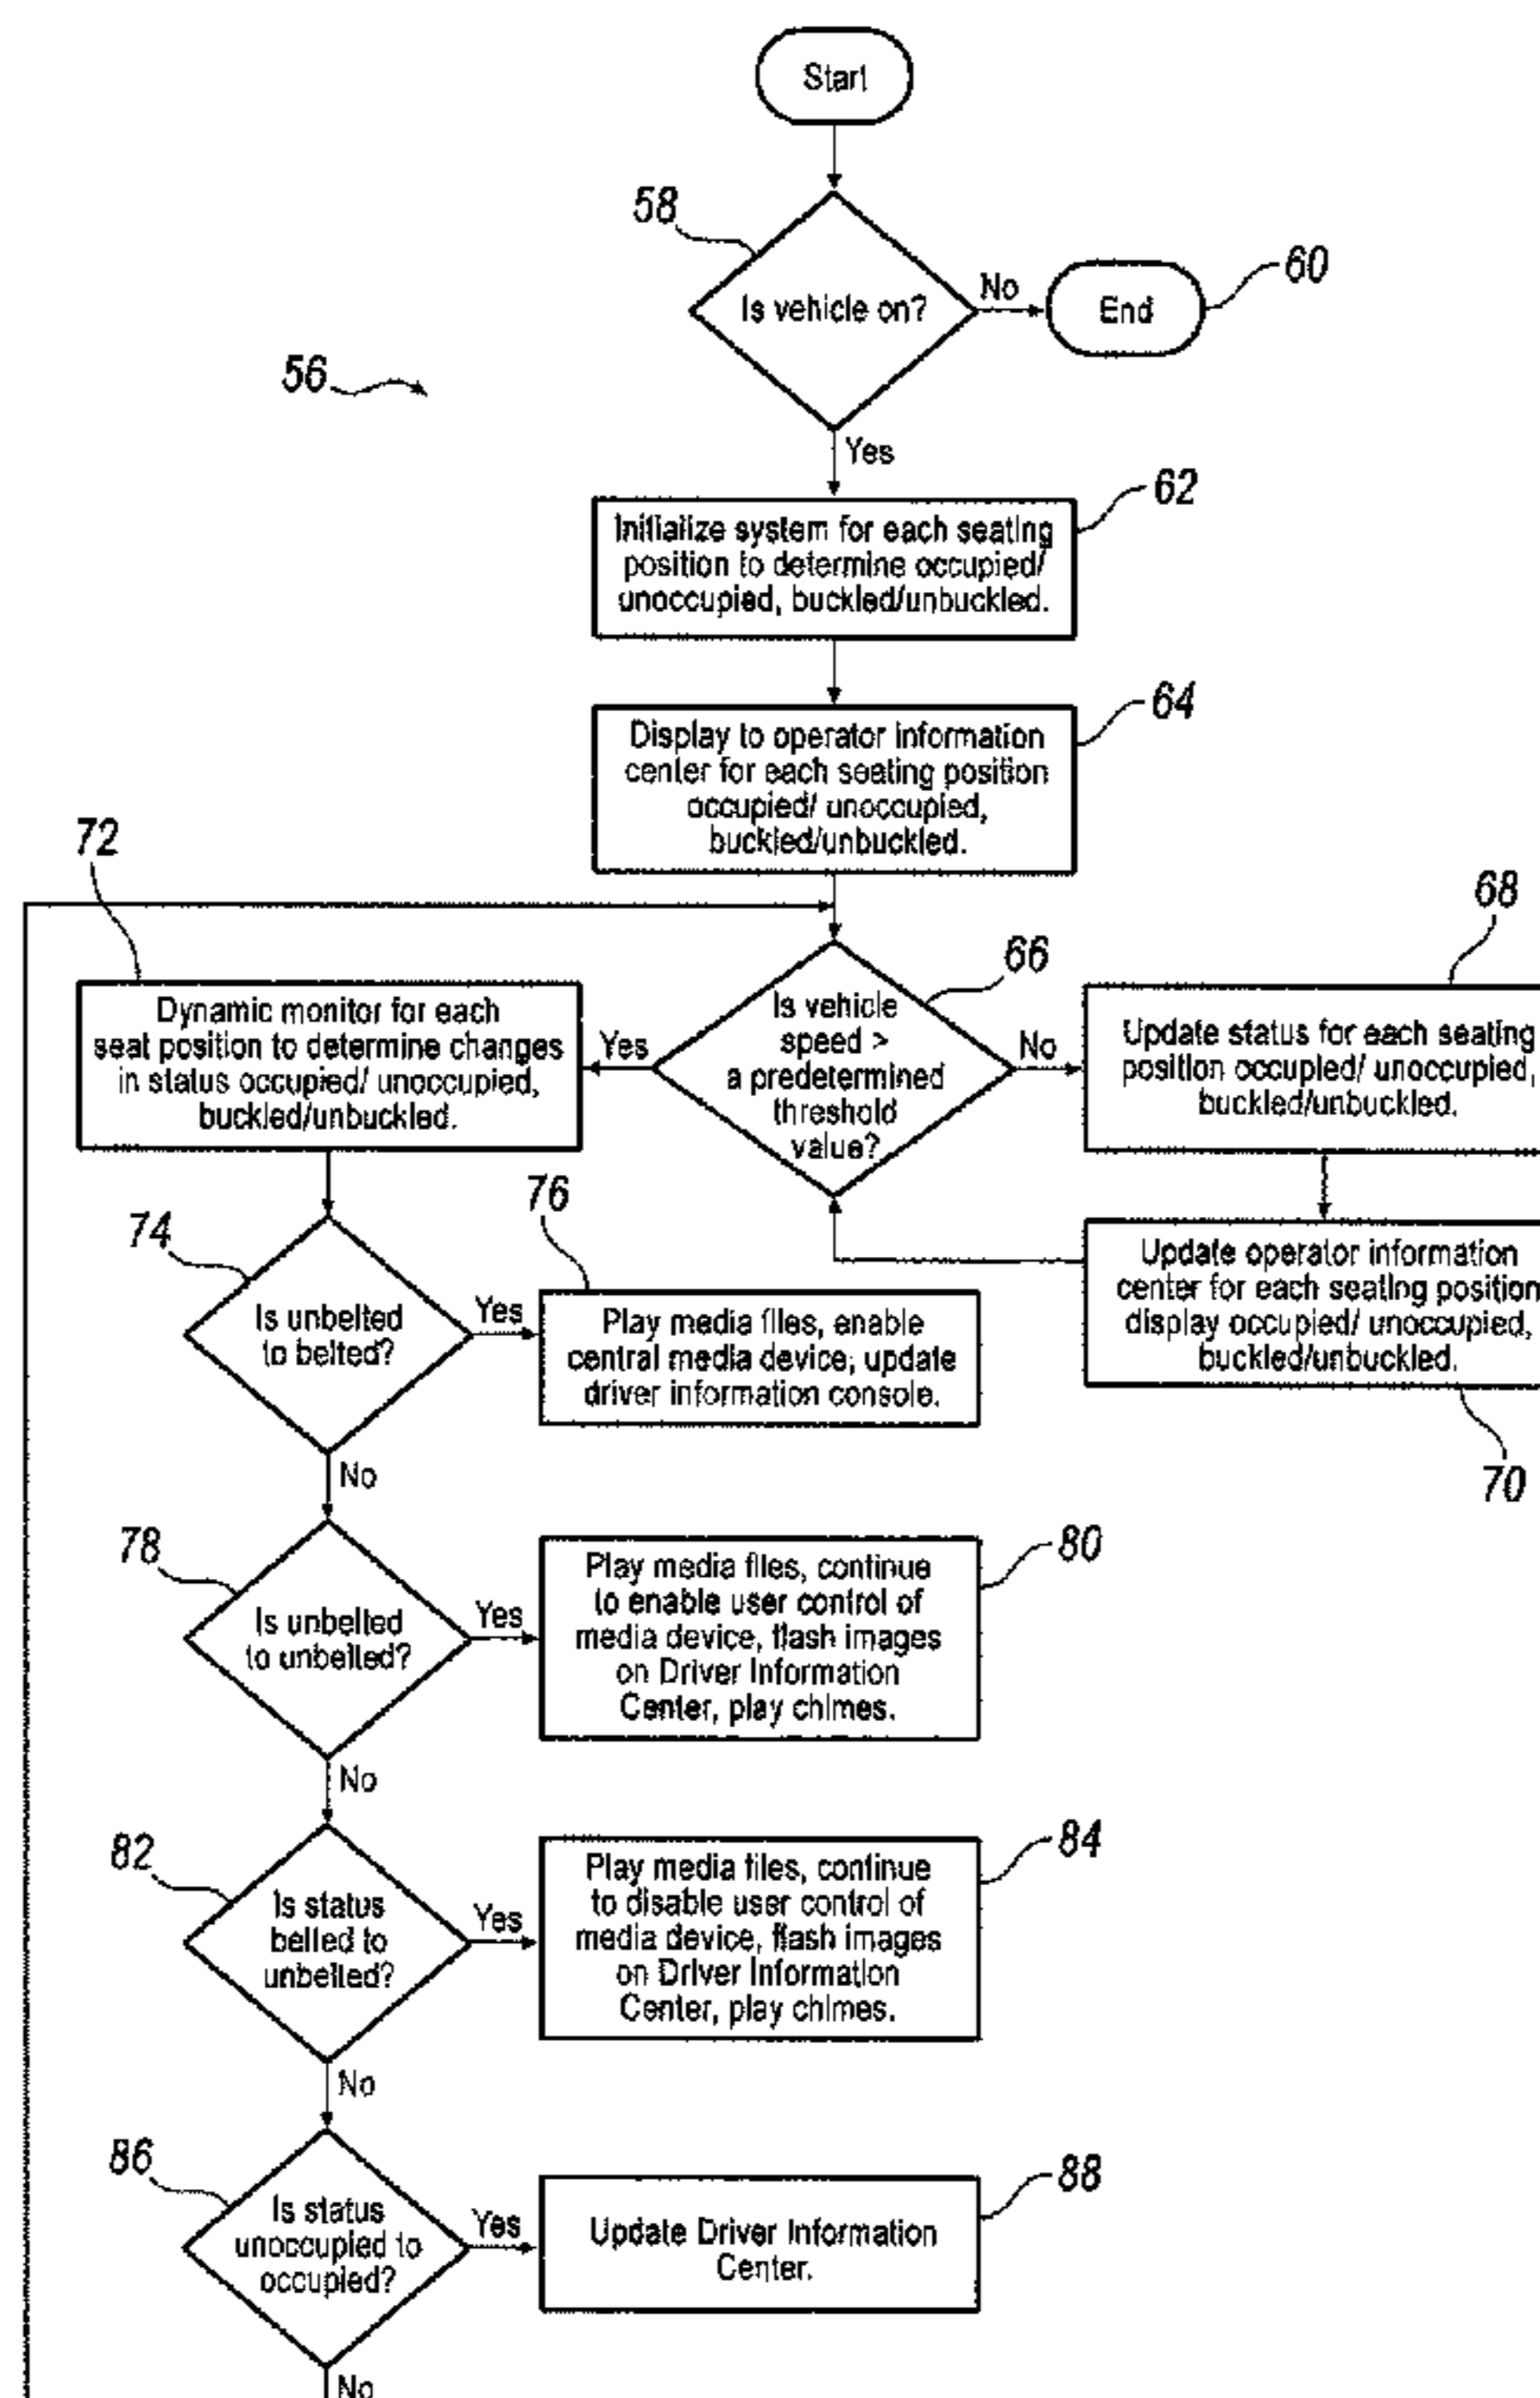 Start
58
Is vehicle on?
No
End
60
56
Yes
62
Initialize system for each seating
position to determine occupied/
unoccupied, buckled/unbuckled.
64
Display to operator information
center for each seating position
occupied/ unoccupied,
buckled/unbuckled.
72
Dynamic monitor for each
seat position to determine changes
in status occupied/ unoccupied,
buckled/unbuckled.
Yes
66
Is vehicle
speed >
a predetermined
threshold
value?
No
68
Update status for each seating
position occupied/ unoccupied,
buckled/unbuckled.
74
Is unbelted
to belted?
Yes
76
Play media files, enable
central media device, update
driver information console.
Update operator information
center for each seating position
display occupied/ unoccupied,
buckled/unbuckled.
70
No
78
Is unbelted
to unbelted?
Yes
80
Play media files, continue
to enable user control of
media device, flash images
on Driver Information
Center, play chimes.
No
82
Is status
belted to
unbelted?
Yes
84
Play media files, continue
to disable user control of
media device, flash images
on Driver Information
Center, play chimes.
No
86
Is status
unoccupied to
occupied?
Yes
88
Update Driver Information
Center.
No